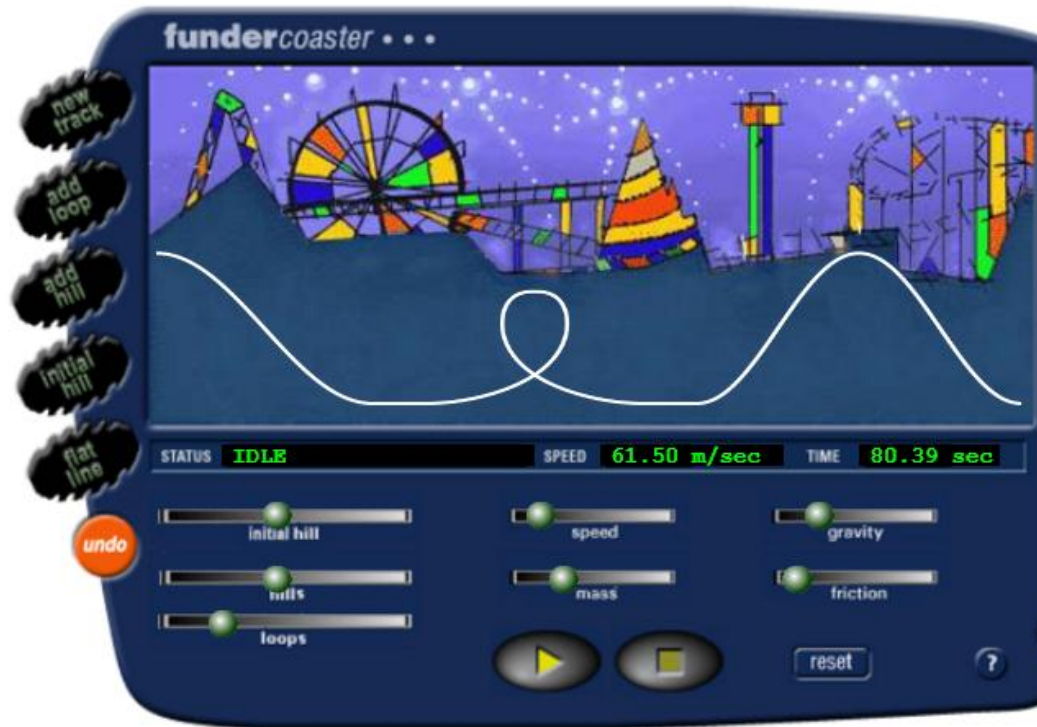 fundercoaster • • •
new
track
add
loop
add
hill
initial
hill
flat
line
undo
STATUS IDLE SPEED 61.50 m/sec TIME 80.39 sec
initial hill speed gravity
hills mass friction
loops
reset ?